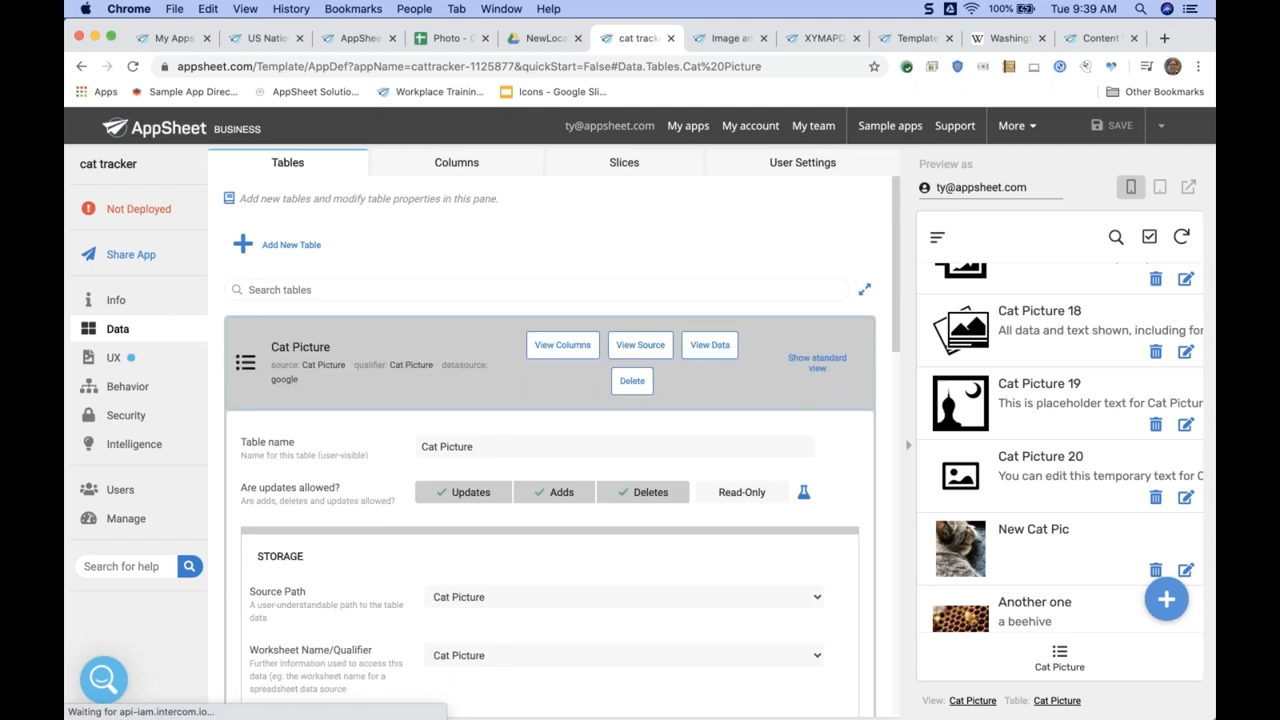 Chrome File Edit View History Bookmarks People Tab Window Help
S 100% Tue 9:39 AM
My Apps
US Natio
AppShee
Photo - D
NewLoca
cat track
Image an
XYMAPD
Template
Washing
Content
appsheet.com/Template/AppDef?appName=cattracker-1125877&quickStart=False#Data.Tables.Cat%20Picture
Apps Sample App Direc... AppSheet Solutio... Workplace Training... Icons - Google Sli... Other Bookmarks
AppSheet BUSINESS
ty@appsheet.com My apps My account My team Sample apps Support More SAVE
cat tracker
Not Deployed
Share App
Info
Data
UX
Behavior
Security
Intelligence
Users
Manage
Search for help
Tables Columns Slices User Settings
Add new tables and modify table properties in this pane.
Add New Table
Search tables
Cat Picture
source: Cat Picture qualifier: Cat Picture datasource:
google
View Columns View Source View Data
Delete
Show standard
view
Table name
Name for this table (user-visible)
Cat Picture
Are updates allowed?
Are adds, deletes and updates allowed?
Updates Adds Deletes Read-Only
STORAGE
Source Path
A user-understandable path to the table
data
Cat Picture
Worksheet Name/Qualifier
Further information used to access this
data (eg. the worksheet name for a
spreadsheet data source
Cat Picture
Preview as
ty@appsheet.com
Cat Picture 18
All data and text shown, including for
Cat Picture 19
This is placeholder text for Cat Pictur
Cat Picture 20
You can edit this temporary text for C
New Cat Pic
Another one
a beehive
Cat Picture
View: Cat Picture Table: Cat Picture
Waiting for api-iam.intercom.io...